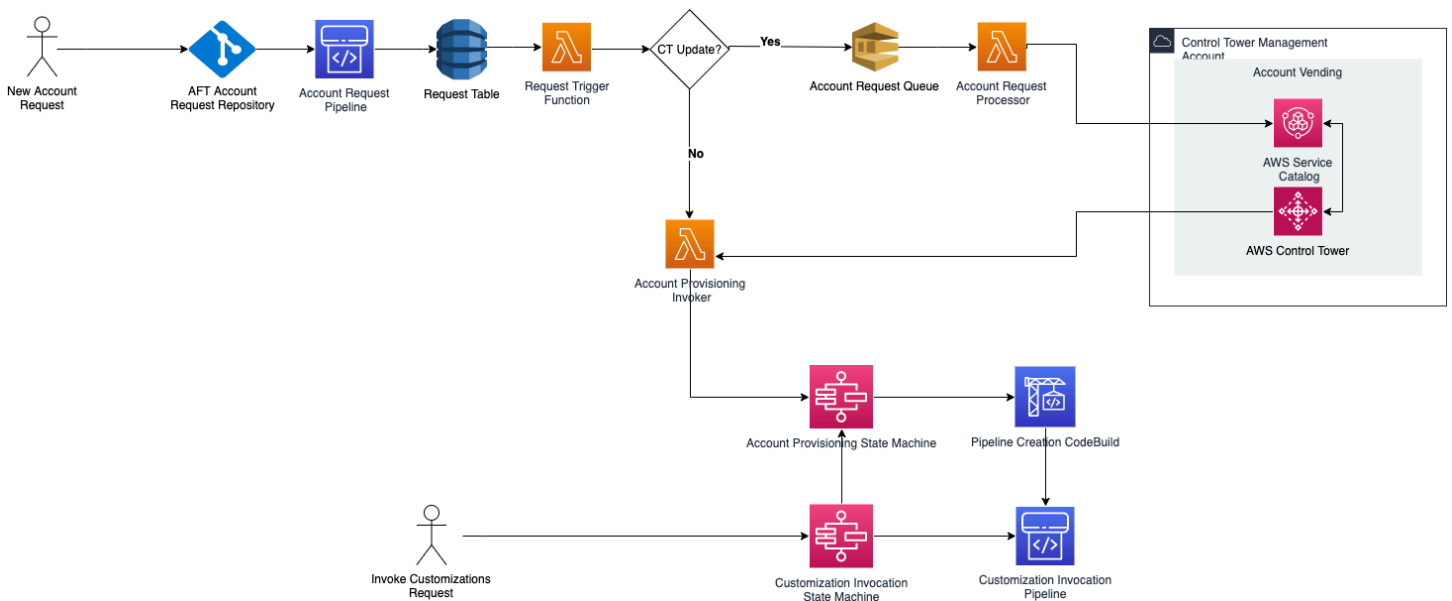 New Account
Request
AFT Account
Request Repository
Account Request
Pipeline
Request Table
Request Trigger
Function
CT Update?
Yes
No
Account Request Queue
Account Request
Processor
Control Tower Management
Account
Account Vending
AWS Service
Catalog
AWS Control Tower
Account Provisioning
Invoker
Account Provisioning State Machine
Pipeline Creation CodeBuild
Invoke Customizations
Request
Customization Invocation
State Machine
Customization Invocation
Pipeline